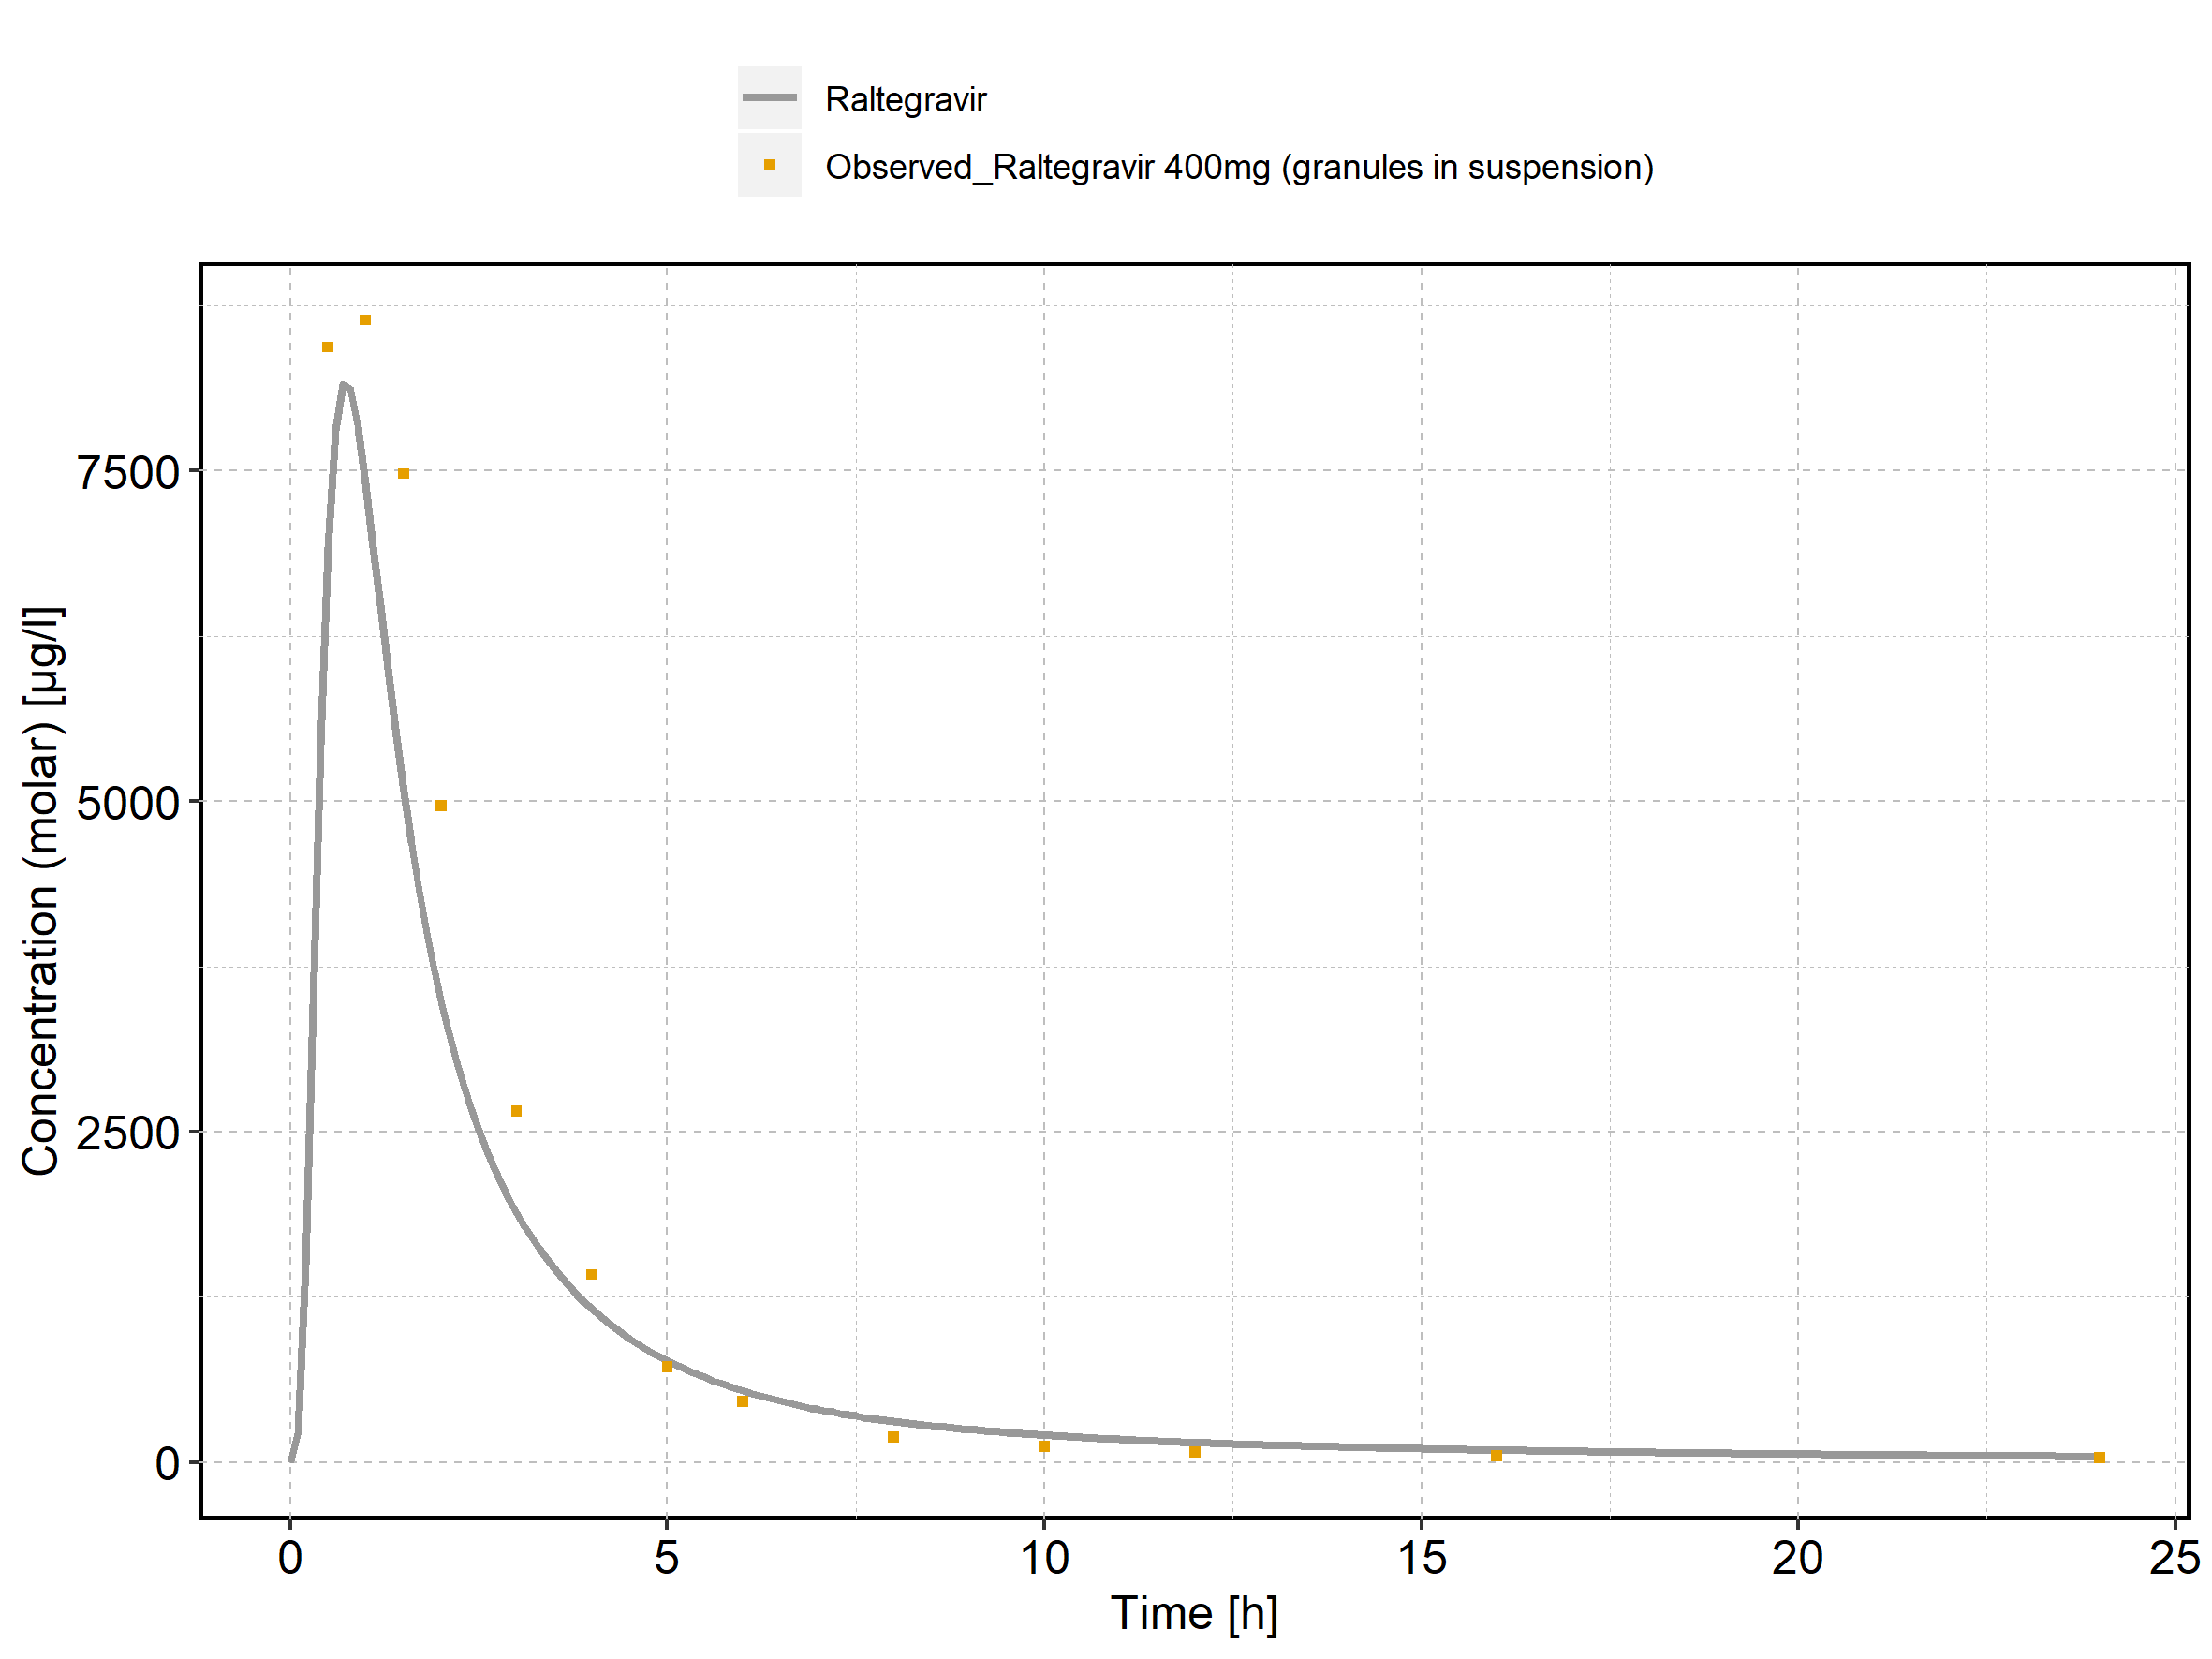 Raltegravir
Observed_Raltegravir 400mg (granules in suspension)
Concentration (molar) [µg/l]
7500
5000
2500
0
0 5 10 15 20 25
Time [h]